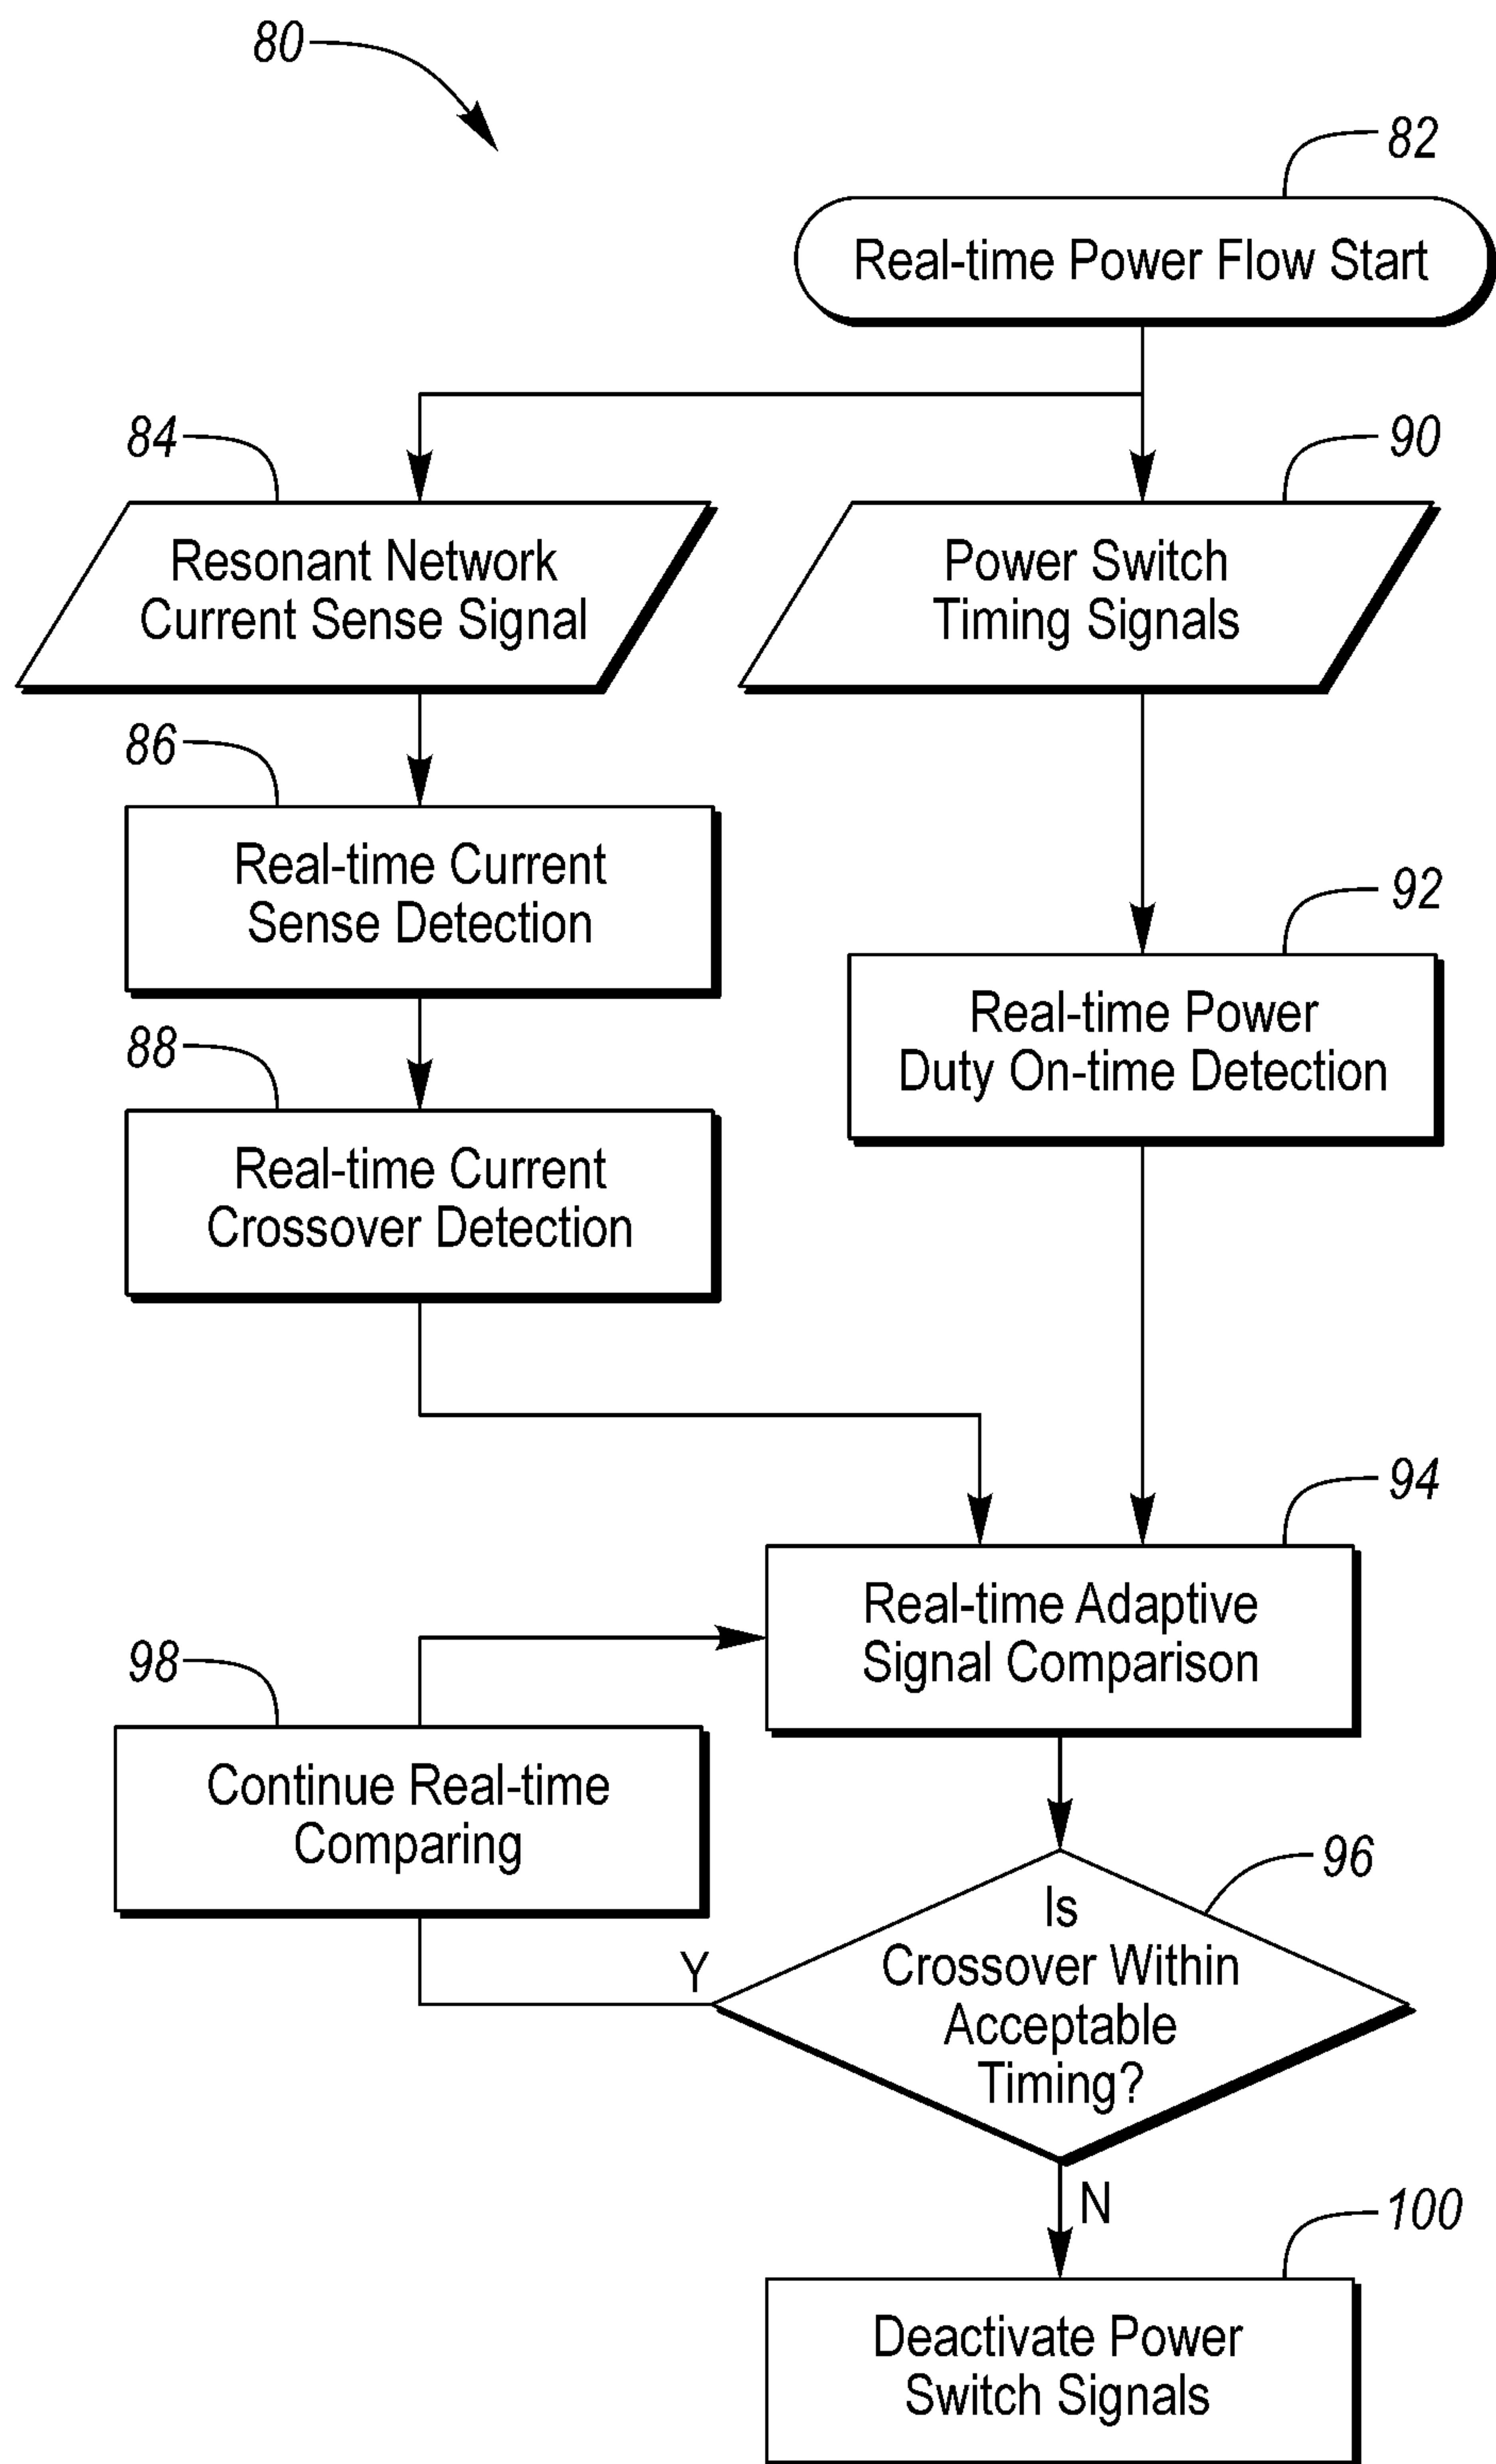 80
82
Real-time Power Flow Start
84
Resonant Network
Current Sense Signal
90
Power Switch
Timing Signals
86
Real-time Current
Sense Detection
92
Real-time Power
Duty On-time Detection
88
Real-time Current
Crossover Detection
94
Real-time Adaptive
Signal Comparison
98
Continue Real-time
Comparing
96
Is
Crossover Within
Acceptable
Timing?
Y
N
100
Deactivate Power
Switch Signals